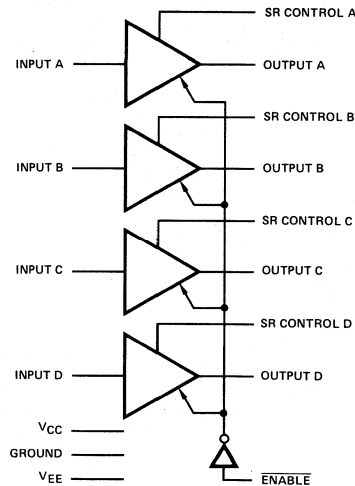 SR CONTROL A
INPUT A
OUTPUT A
SR CONTROL B
INPUT B
OUTPUT B
SR CONTROL C
INPUT C
OUTPUT C
SR CONTROL D
INPUT D
OUTPUT D
VCC
GROUND
VEE
ENABLE